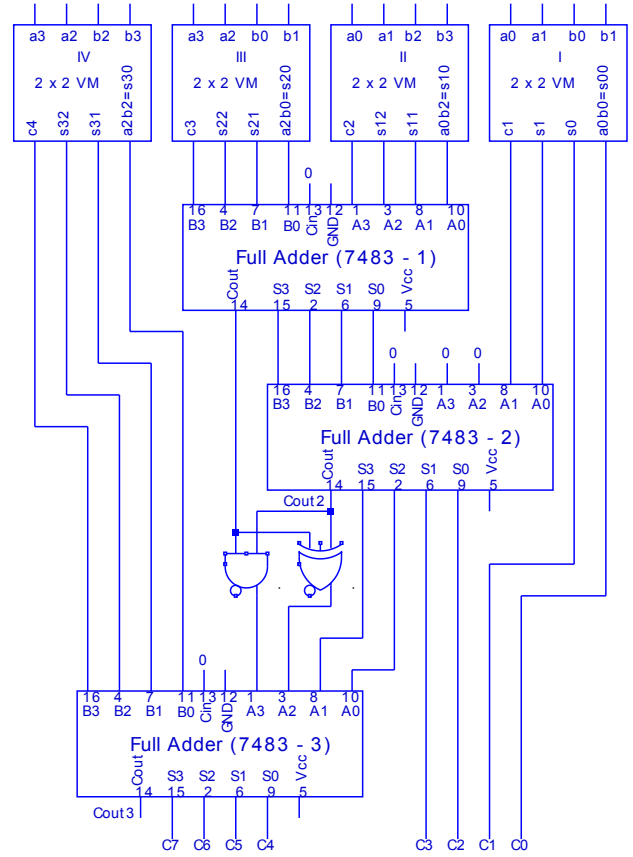 a3 a2 b2 b3 a3 a2 b0 b1 a0 a1 b2 b3 a0 a1 b0 b1
IV III II I
2 x 2 VM 2 x 2 VM 2 x 2 VM 2 x 2 VM
c4 s32 s31 a2b2=s30 c3 s22 s21 a2b0=s20 c2 s12 s11 a0b2=s10 c1 s1 s0 a0b0=s00
0
16 4 7 11 13 12 1 3 8 10
B3 B2 B1 B0 Cin GND A3 A2 A1 A0
Full Adder (7483 - 1)
Cout S3 S2 S1 S0 Vcc
14 15 2 6 9 5
0 0 0
16 4 7 11 13 12 1 3 8 10
B3 B2 B1 B0 Cin GND A3 A2 A1 A0
Full Adder (7483 - 2)
Cout S3 S2 S1 S0 Vcc
14 15 2 6 9 5
Cout2
0
16 4 7 11 13 12 1 3 8 10
B3 B2 B1 B0 Cin GND A3 A2 A1 A0
Full Adder (7483 - 3)
Cout S3 S2 S1 S0 Vcc
14 15 2 6 9 5
Cout3
C7 C6 C5 C4 C3 C2 C1 C0